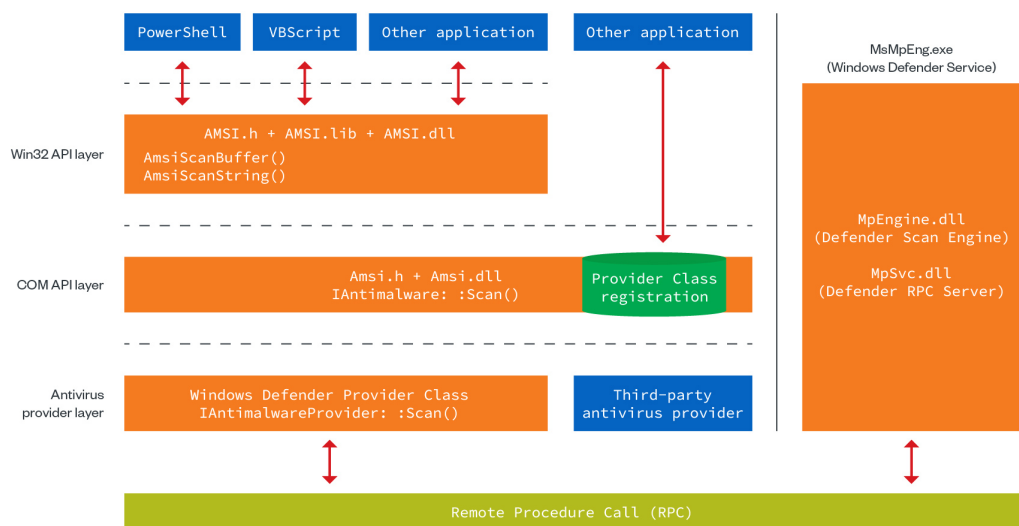 PowerShell
VBScript
Other application
Other application
MsMpEng.exe
(Windows Defender Service)
Win32 API layer
AMSI.h + AMSI.lib + AMSI.dll
AmsiScanBuffer()
AmsiScanString()
MpEngine.dll
(Defender Scan Engine)
MpSvc.dll
(Defender RPC Server)
COM API layer
Amsi.h + Amsi.dll
IAntimalware: :Scan()
Provider Class
registration
Antivirus
provider layer
Windows Defender Provider Class
IAntimalwareProvider: :Scan()
Third-party
antivirus provider
Remote Procedure Call (RPC)